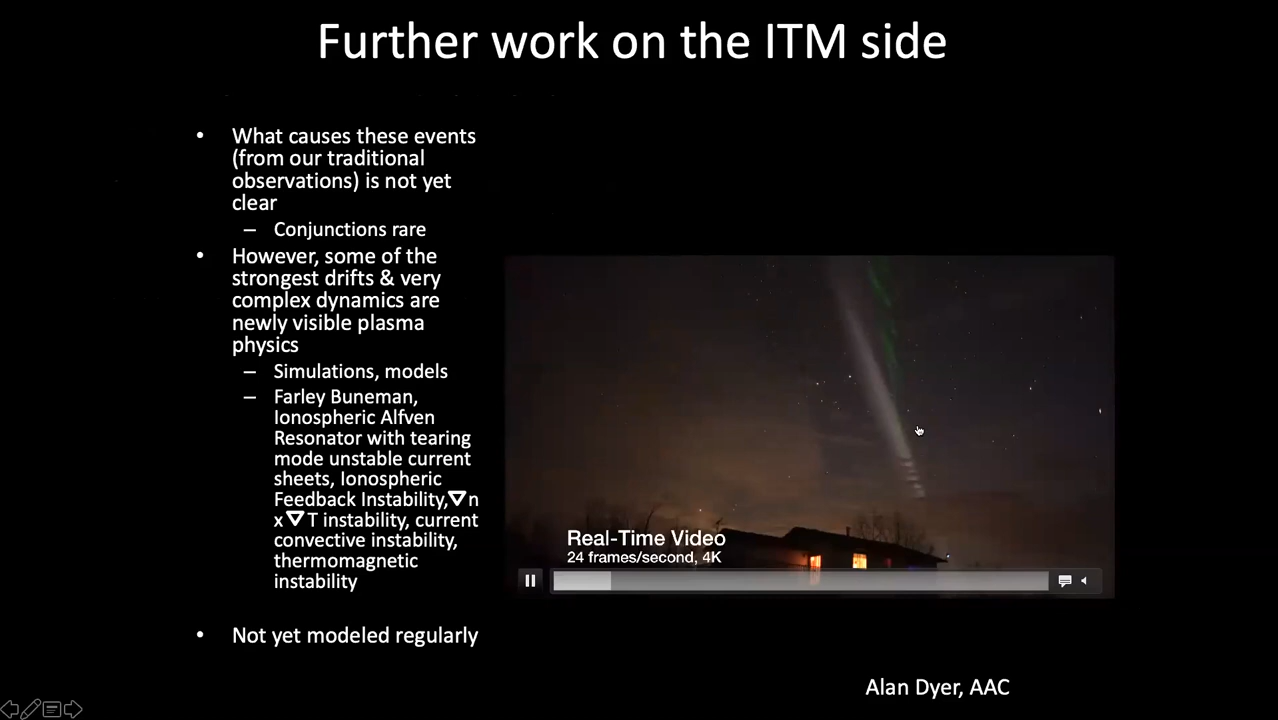 Further work on the ITM side
• What causes these events
(from our traditional
observations) is not yet
clear
– Conjunctions rare
• However, some of the
strongest drifts & very
complex dynamics are
newly visible plasma
physics
– Simulations, models
– Farley Buneman,
Ionospheric Alfven
Resonator with tearing
mode unstable current
sheets, Ionospheric
Feedback Instability,∇n
x∇T instability, current
convective instability,
thermomagnetic
instability
• Not yet modeled regularly
Real-Time Video
24 frames/second, 4K
Alan Dyer, AAC